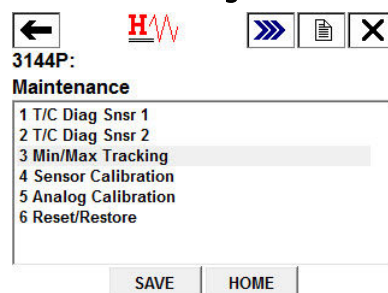 H
3144P:
Maintenance
1 T/C Diag Snsr 1
2 T/C Diag Snsr 2
3 Min/Max Tracking
4 Sensor Calibration
5 Analog Calibration
6 Reset/Restore
SAVE HOME